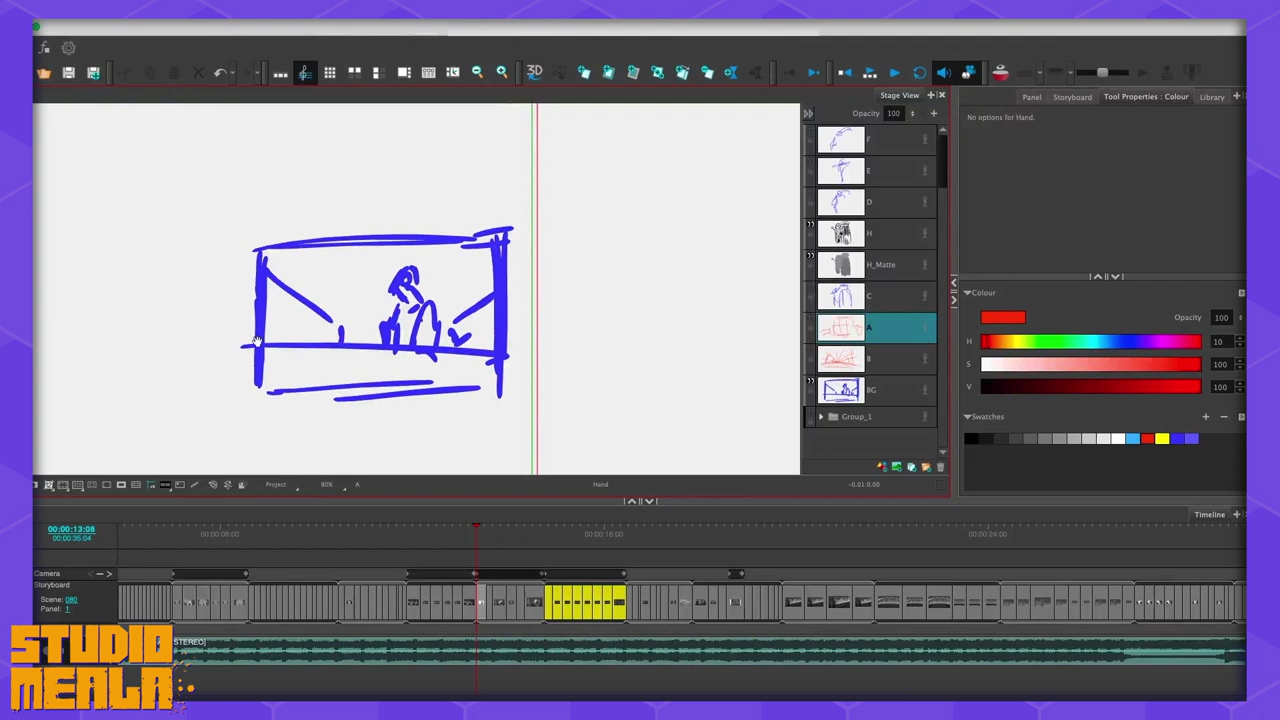 3D
Stage View
Panel
Storyboard
Tool Properties : Colour
Library
Opacity 100
No options for Hand.
F
E
D
H
H_Matte
C
A
B
BG
Group_1
Colour
Opacity 100
H 10
S 100
V 100
Swatches
Project
80%
A
Hand
-0.01:0.00
Timeline
00:00:13:08
00:00:35:04
00:00:08:00
00:00:16:00
00:00:24:00
Camera
Storyboard
Scene: 080
Panel: 1
STEREO]
STUDIO
MEALA